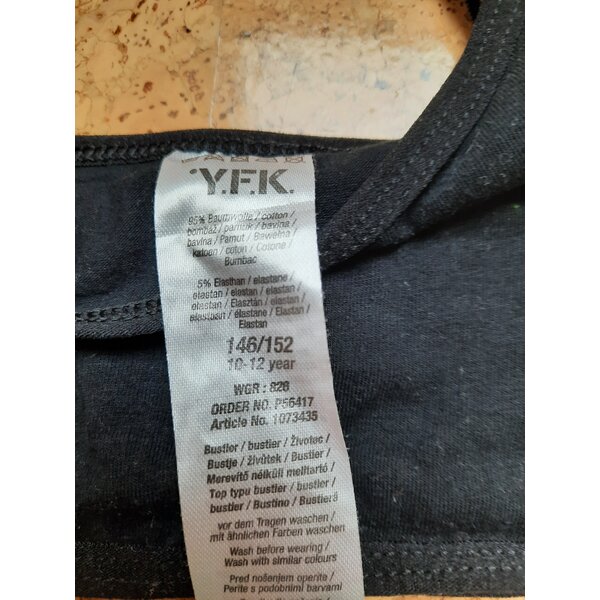 Y.F.K.
95% Baumwolle / cotton /
bombaž / pamuk / bavlna /
bavlna / Pamut / Bawełna /
katoen / coton / Cotone /
Bumbac
5% Elasthan / elastane /
elastan / elastan / elastan /
elastan / Elasztán / elastan /
elastaan / élastane / Elastan /
Elastan
146/152
10-12 year
WGR : 826
ORDER NO. P56417
Article No. 1073435
Bustier / bustier / Životec /
Bustje / živůtek / Bustier /
Merevítő nélküli melltartó /
Top typu bustier / bustier /
bustier / Bustino / Bustieră
vor dem Tragen waschen /
mit ähnlichen Farben waschen
Wash before wearing /
Wash with similar colours
Pred nošenjem operite /
Perite s podobnimi barvami